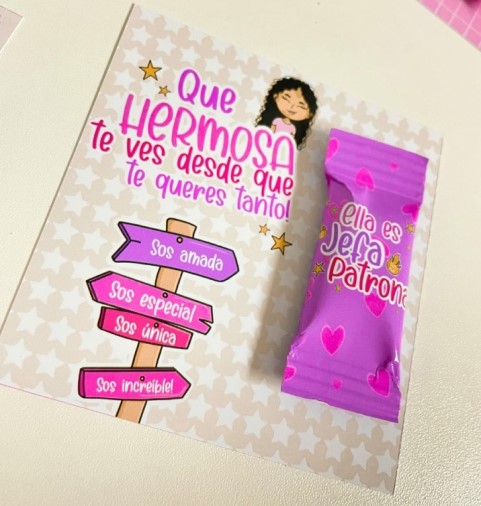 Que
HERMOSA
te ves desde que
te queres tanto!
Sos amada
Sos especial
Sos única
Sos increíble!
ella es
Jefa
Patrona